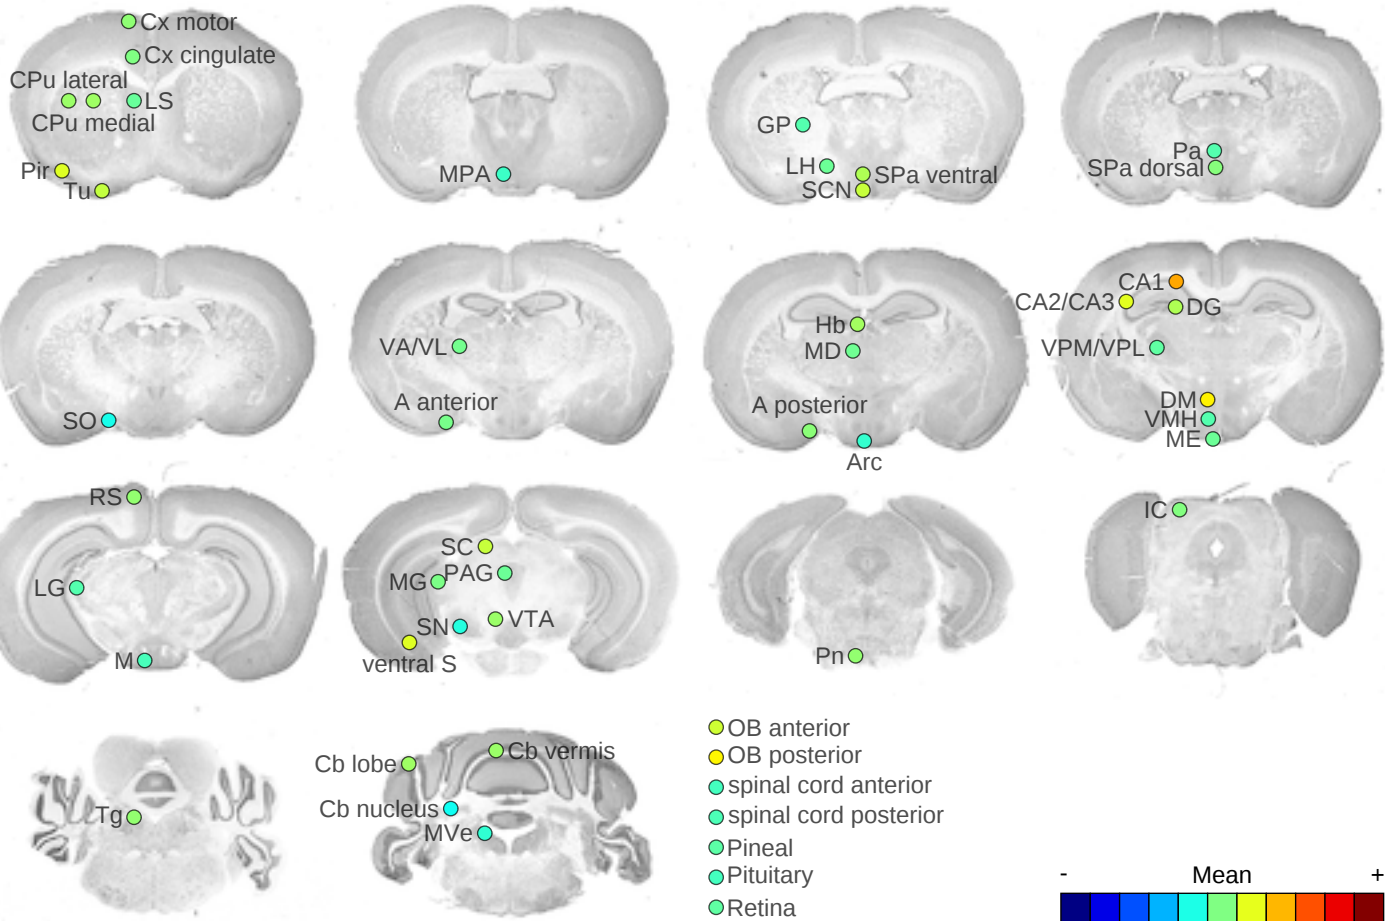 Cx motor
Cx cingulate
CPu lateral
LS
CPu medial
Pir
Tu
MPA
GP
LH
SPa ventral
SCN
Pa
SPa dorsal
SO
VA/VL
A anterior
Hb
MD
A posterior
Arc
CA1
CA2/CA3
DG
VPM/VPL
DM
VMH
ME
RS
LG
M
SC
PAG
MG
VTA
SN
ventral S
Pn
IC
Tg
Cb vermis
Cb lobe
Cb nucleus
MVe
OB anterior
OB posterior
spinal cord anterior
spinal cord posterior
Pineal
Pituitary
Retina
- Mean +